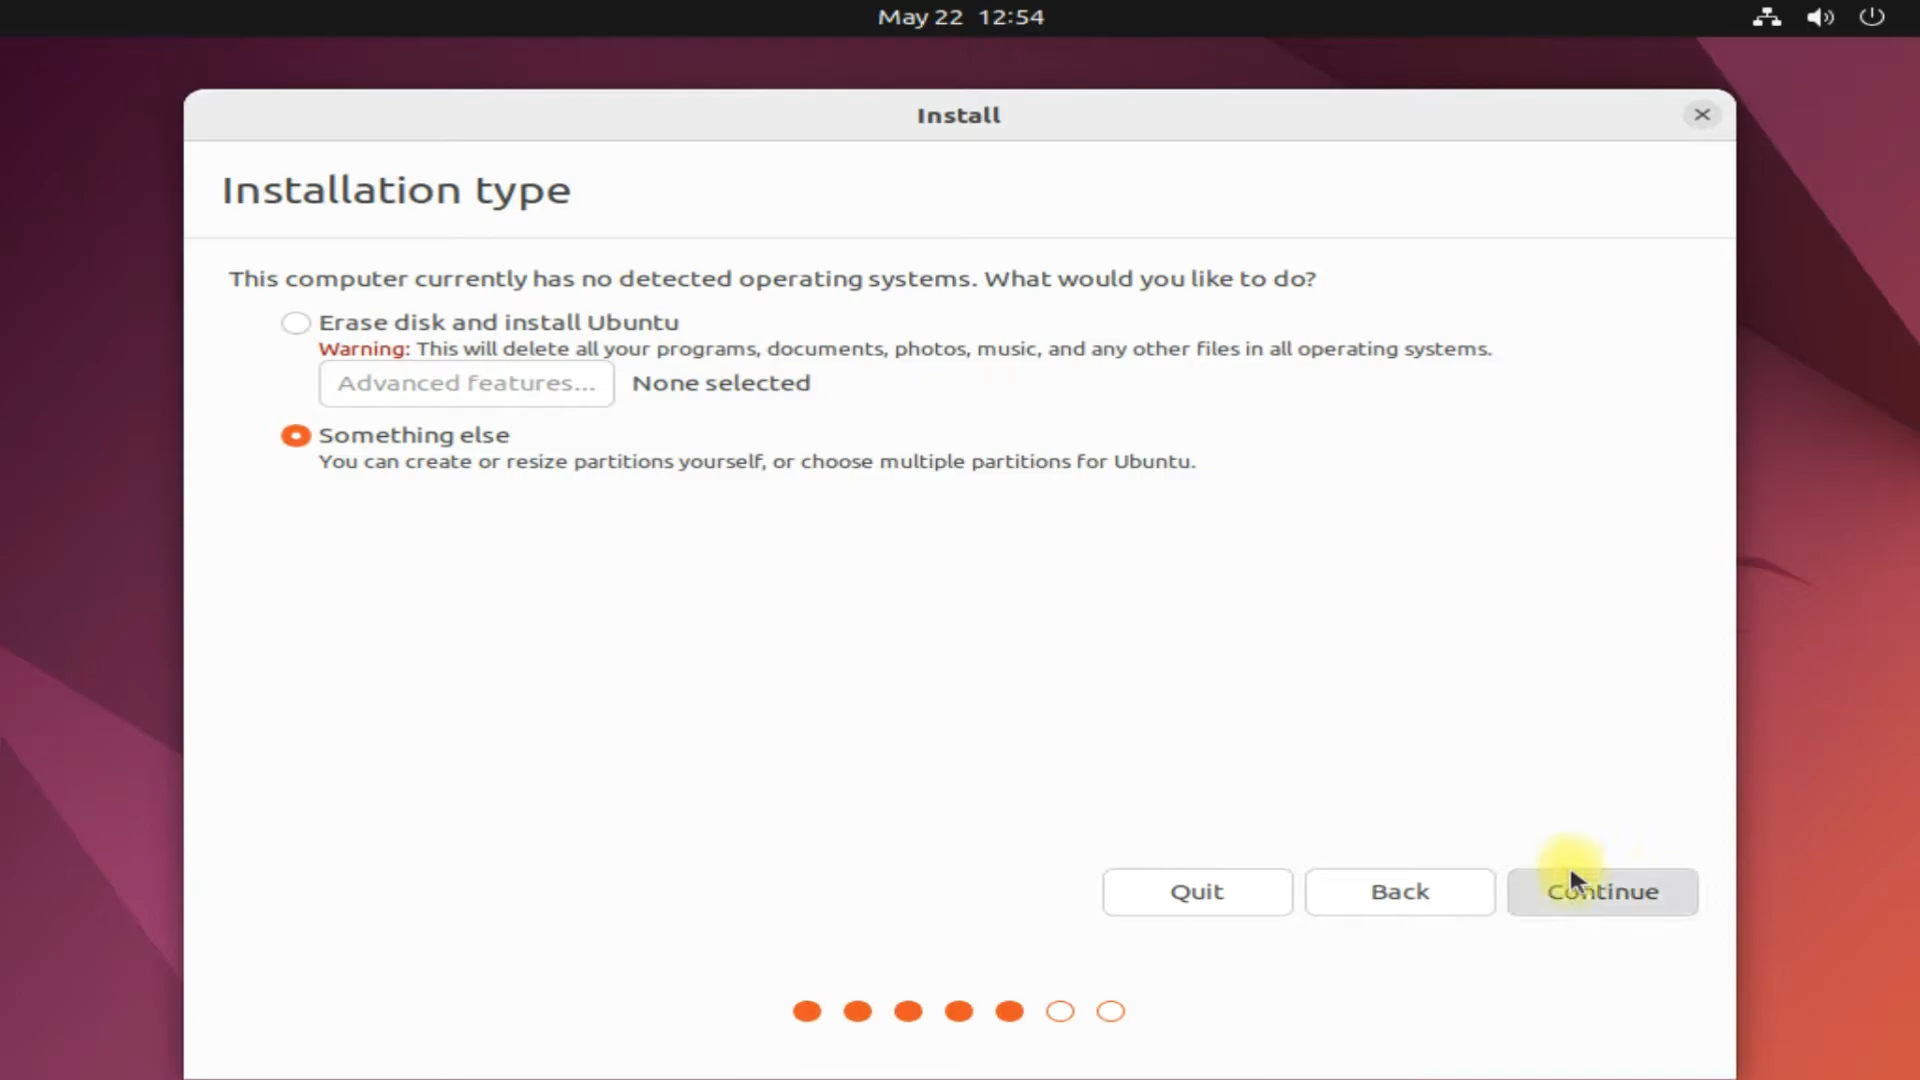 May 22 12:54
Install
Installation type
This computer currently has no detected operating systems. What would you like to do?
Erase disk and install Ubuntu
Warning: This will delete all your programs, documents, photos, music, and any other files in all operating systems.
Advanced features... None selected
Something else
You can create or resize partitions yourself, or choose multiple partitions for Ubuntu.
Quit Back Continue